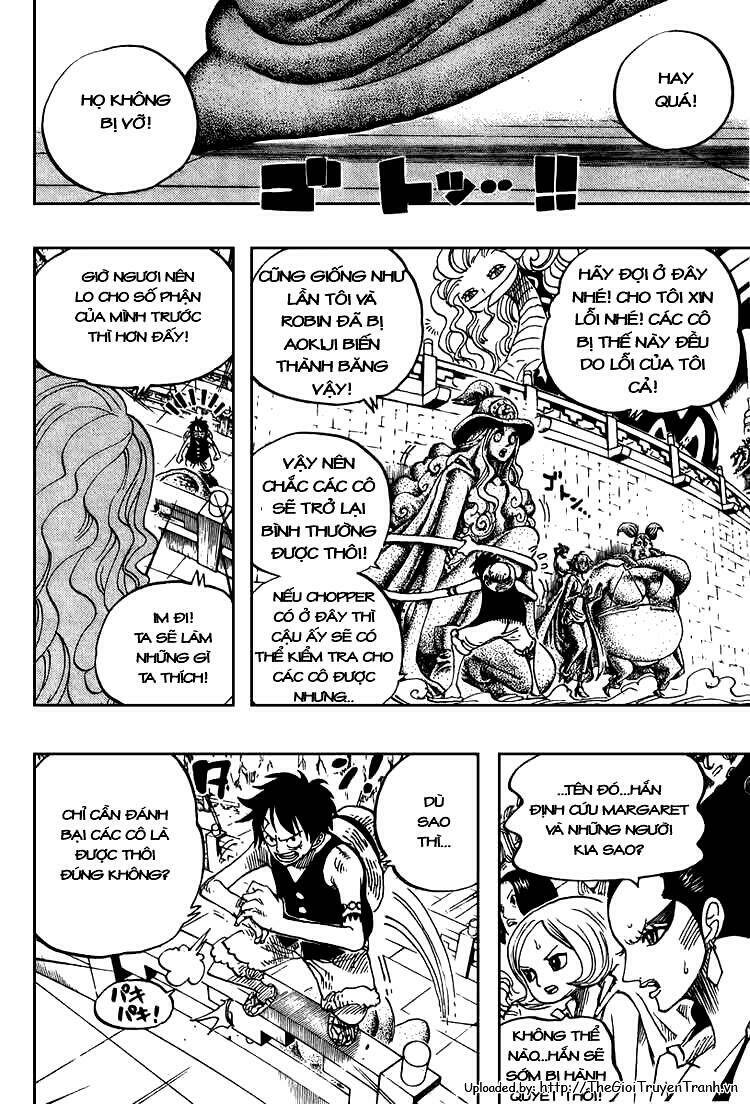 HAY
QUÁ!
HỌ KHÔNG
BỊ VỠ!
ゴトッ…!!
HÃY ĐỢI Ở ĐÂY
NHÉ! CHO TÔI XIN
LỖI NHÉ! CÁC CÔ
BỊ THẾ NÀY ĐỀU
DO LỖI CỦA TÔI
CẢ!
CŨNG GIỐNG NHƯ
LẦN TÔI VÀ
ROBIN ĐÃ BỊ
AOKIJI BIẾN
THÀNH BĂNG
VẬY!
ゴトン…
VẬY NÊN
CHẮC CÁC CÔ
SẼ TRỞ LẠI
BÌNH THƯỜNG
ĐƯỢC THÔI!
NẾU CHOPPER
CÓ Ở ĐÂY THÌ
CẬU ẤY SẼ CÓ
THỂ KIỂM TRA CHO
CÁC CÔ ĐƯỢC
NHƯNG..
GIỜ NGƯƠI NÊN
LO CHO SỐ PHẬN
CỦA MÌNH TRƯỚC
THÌ HƠN ĐẤY!
IM ĐI!
TA SẼ LÀM
NHỮNG GÌ
TA THÍCH!
...TÊN ĐÓ...HẮN
ĐỊNH CỨU MARGARET
VÀ NHỮNG NGƯỜI
KIA SAO?
KHÔNG THỂ
NÀO...HẮN SẼ
SỚM BỊ HÀNH
QUYẾT THÔI!
DÙ
SAO
THÌ...
CHỈ CẦN ĐÁNH
BẠI CÁC CÔ LÀ
ĐƯỢC THÔI
ĐÚNG KHÔNG?
パキ
パキ!
Uploaded by: http://TheGioiTruyenTranh.vn